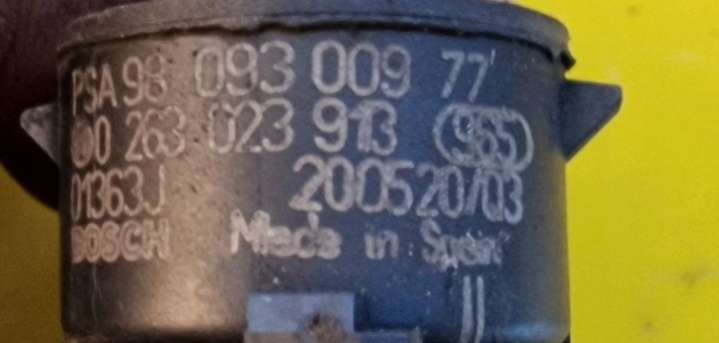 PSA 98 093 009 77
0 263 023 913 965
01363J 200520/03
BOSCH Made in Spain